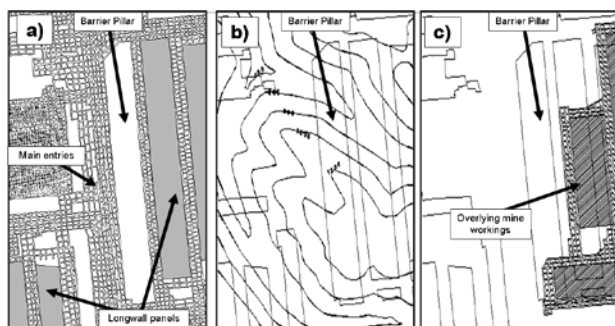 a)
Barrier Pillar
Main entries
Longwall panels
b)
Barrier Pillar
c)
Barrier Pillar
Overlying mine
workings